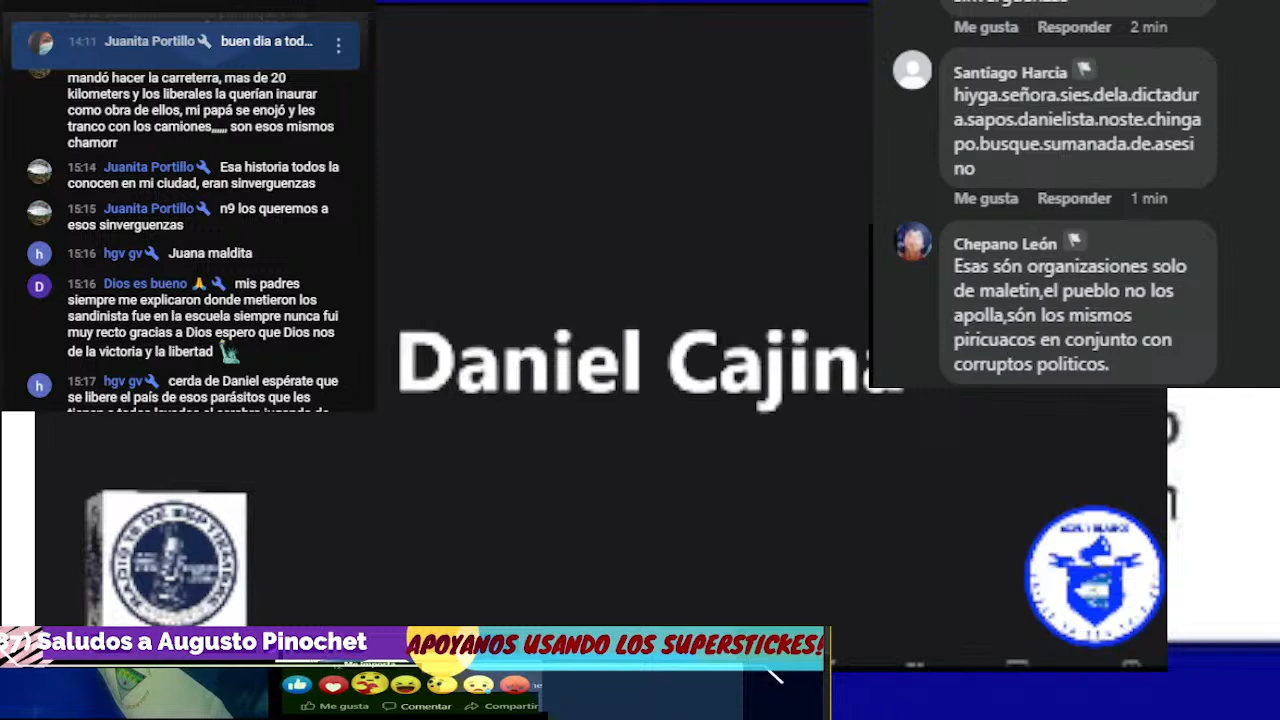 14:11 Juanita Portillo buen dia a tod...
mandó hacer la carreterra, mas de 20
kilometers y los liberales la querían inaurar
como obra de ellos, mi papá se enojó y les
tranco con los camiones,,,,,, son esos mismos
chamorr
15:14 Juanita Portillo Esa historia todos la
conocen en mi ciudad, eran sinverguenzas
15:15 Juanita Portillo n9 los queremos a
esos sinverguenzas
h 15:16 hgv gv Juana maldita
D 15:16 Dios es bueno 🙏 mis padres
siempre me explicaron donde metieron los
sandinista fue en la escuela siempre nunca fui
muy recto gracias a Dios espero que Dios nos
de la victoria y la libertad 🗽
h 15:17 hgv gv cerda de Daniel espérate que
se libere el país de esos parásitos que les
Daniel Cajina
Me gusta Responder 2 min
Santiago Harcia
hiyga.señora.sies.dela.dictadur
a.sapos.danielista.noste.chinga
po.busque.sumanada.de.asesi
no
Me gusta Responder 1 min
Chepano León
Esas són organizasiones solo
de maletin,el pueblo no los
apolla,són los mismos
piricuacos en conjunto con
corruptos politicos.
RADIO 15 DE SEPTIEMBRE
AZUL Y BLANCO
37) Saludos a Augusto Pinochet
APOYANOS USANDO LOS SUPERSTICKES!
Me gusta Comentar Compartir